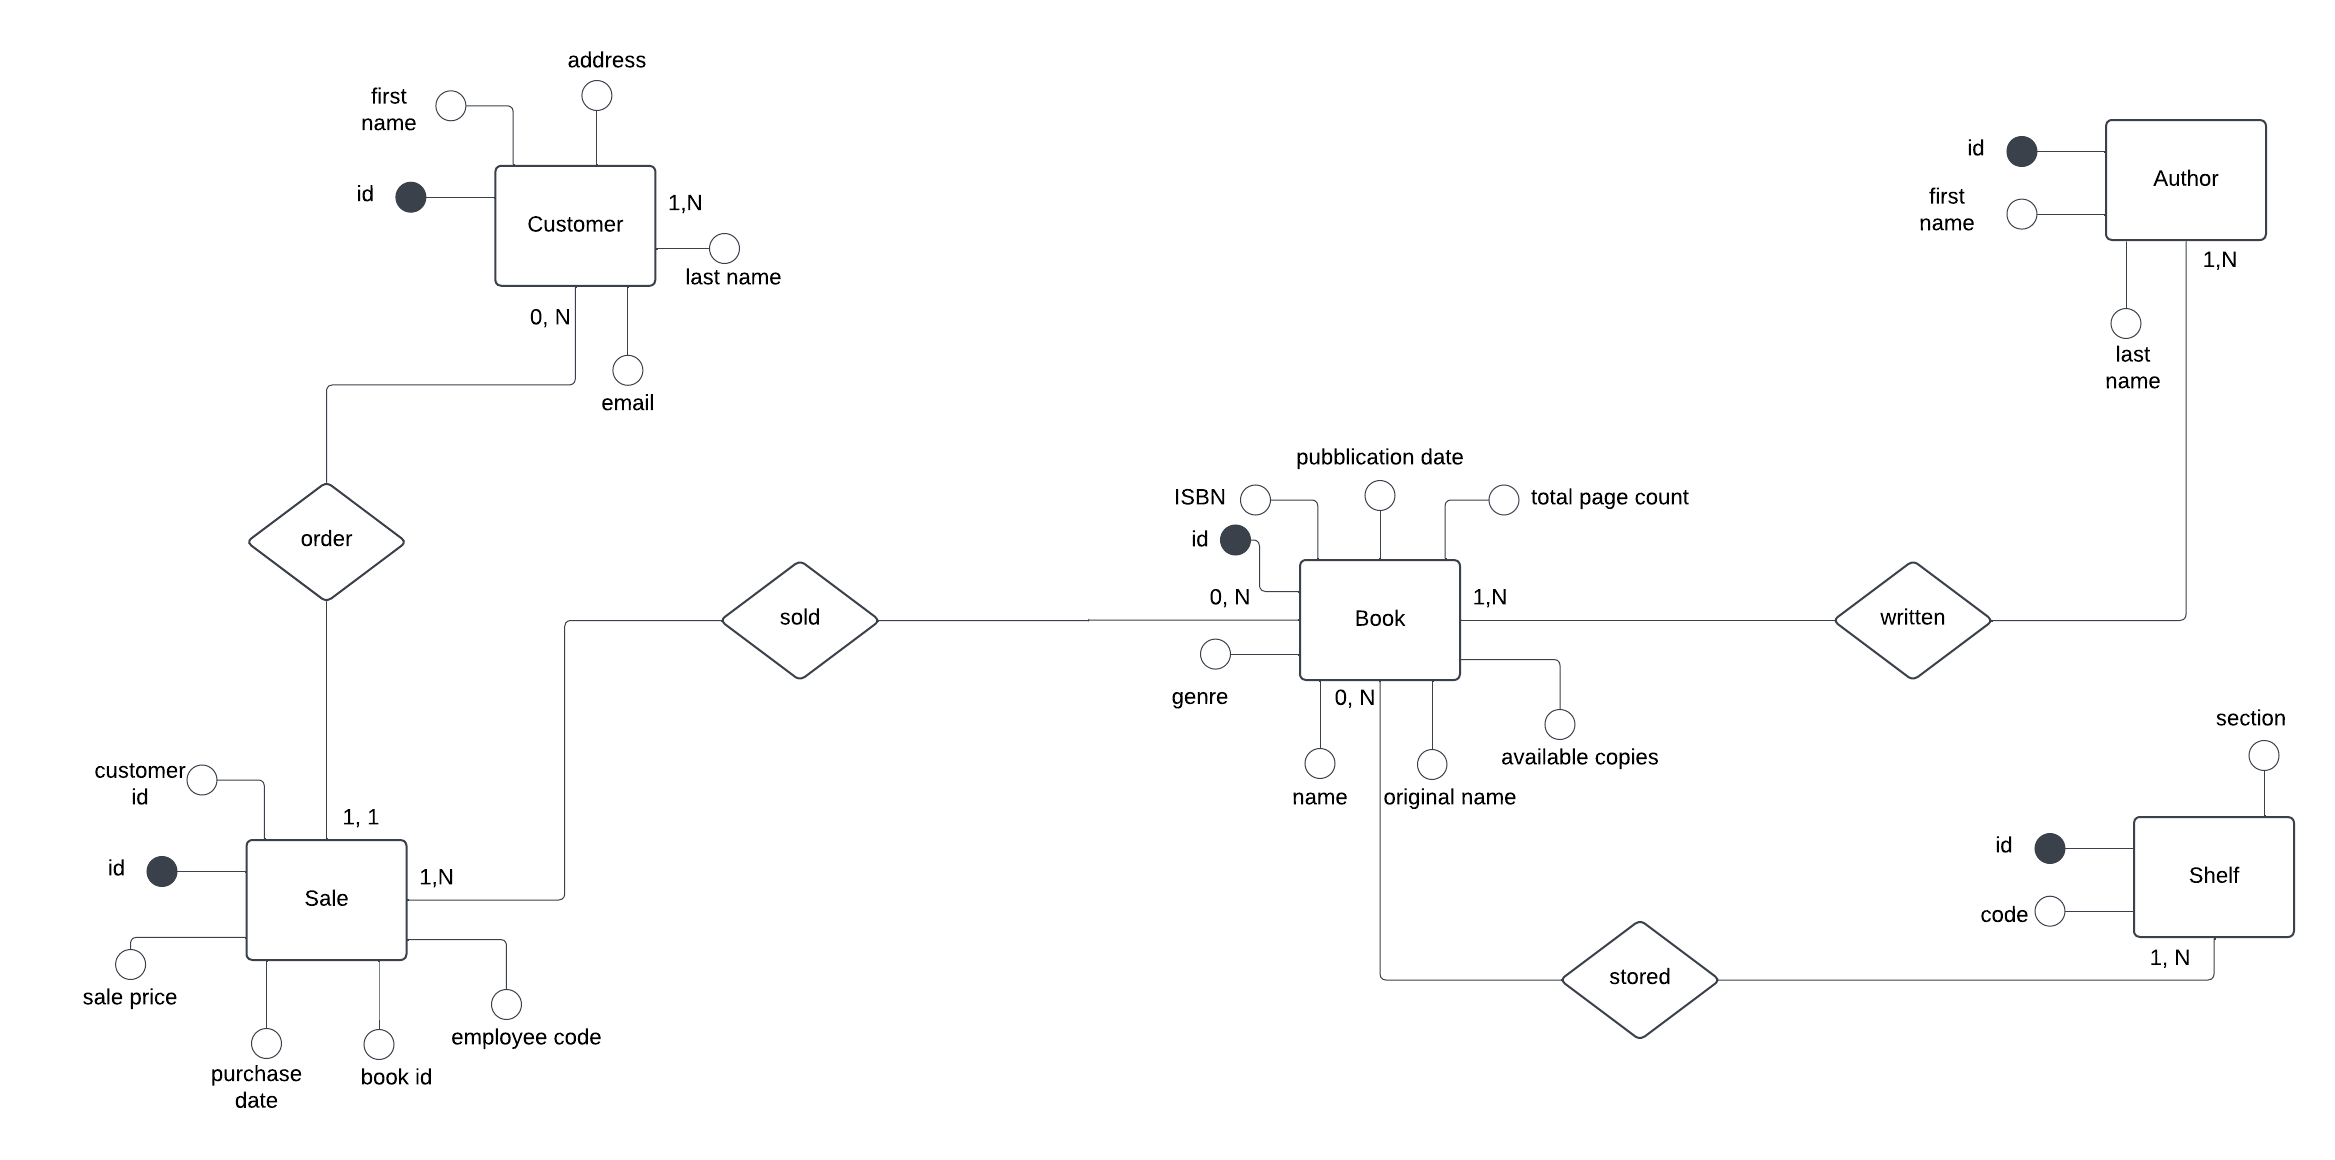 address
first
name
id
Customer
1,N
last name
0, N
email
id
Author
first
name
1,N
last
name
order
pubblication date
ISBN
total page count
id
0, N
Book
1,N
sold
written
genre
0, N
available copies
name
original name
section
customer
id
1, 1
id
Sale
1,N
sale price
employee code
purchase
date
book id
id
Shelf
code
1, N
stored